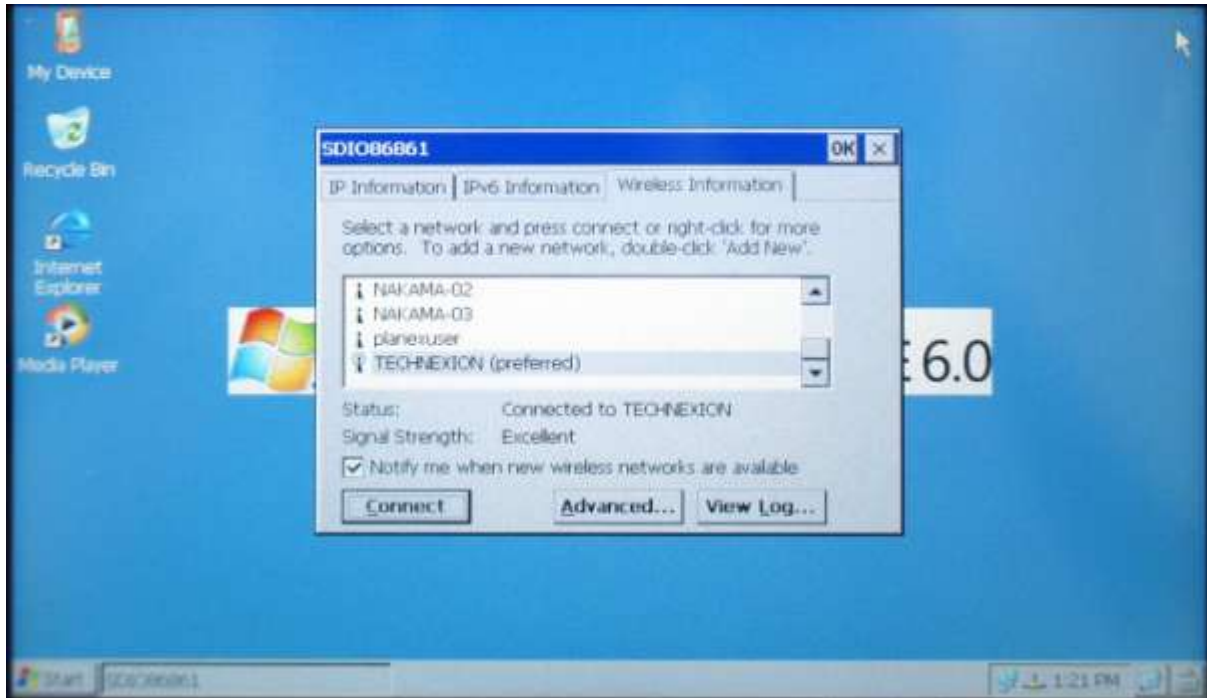 My Device
Recycle Bin
Internet
Explorer
Media Player
SDIO86861
OK
IP Information
IPv6 Information
Wireless Information
Select a network and press connect or right-click for more
options. To add a new network, double-click 'Add New'.
NAKAMA-02
NAKAMA-03
planexuser
TECHNEXION (preferred)
Status: Connected to TECHNEXION
Signal Strength: Excellent
Notify me when new wireless networks are available
Connect
Advanced...
View Log...
E 6.0
Start
SDIO86861
1:21 PM